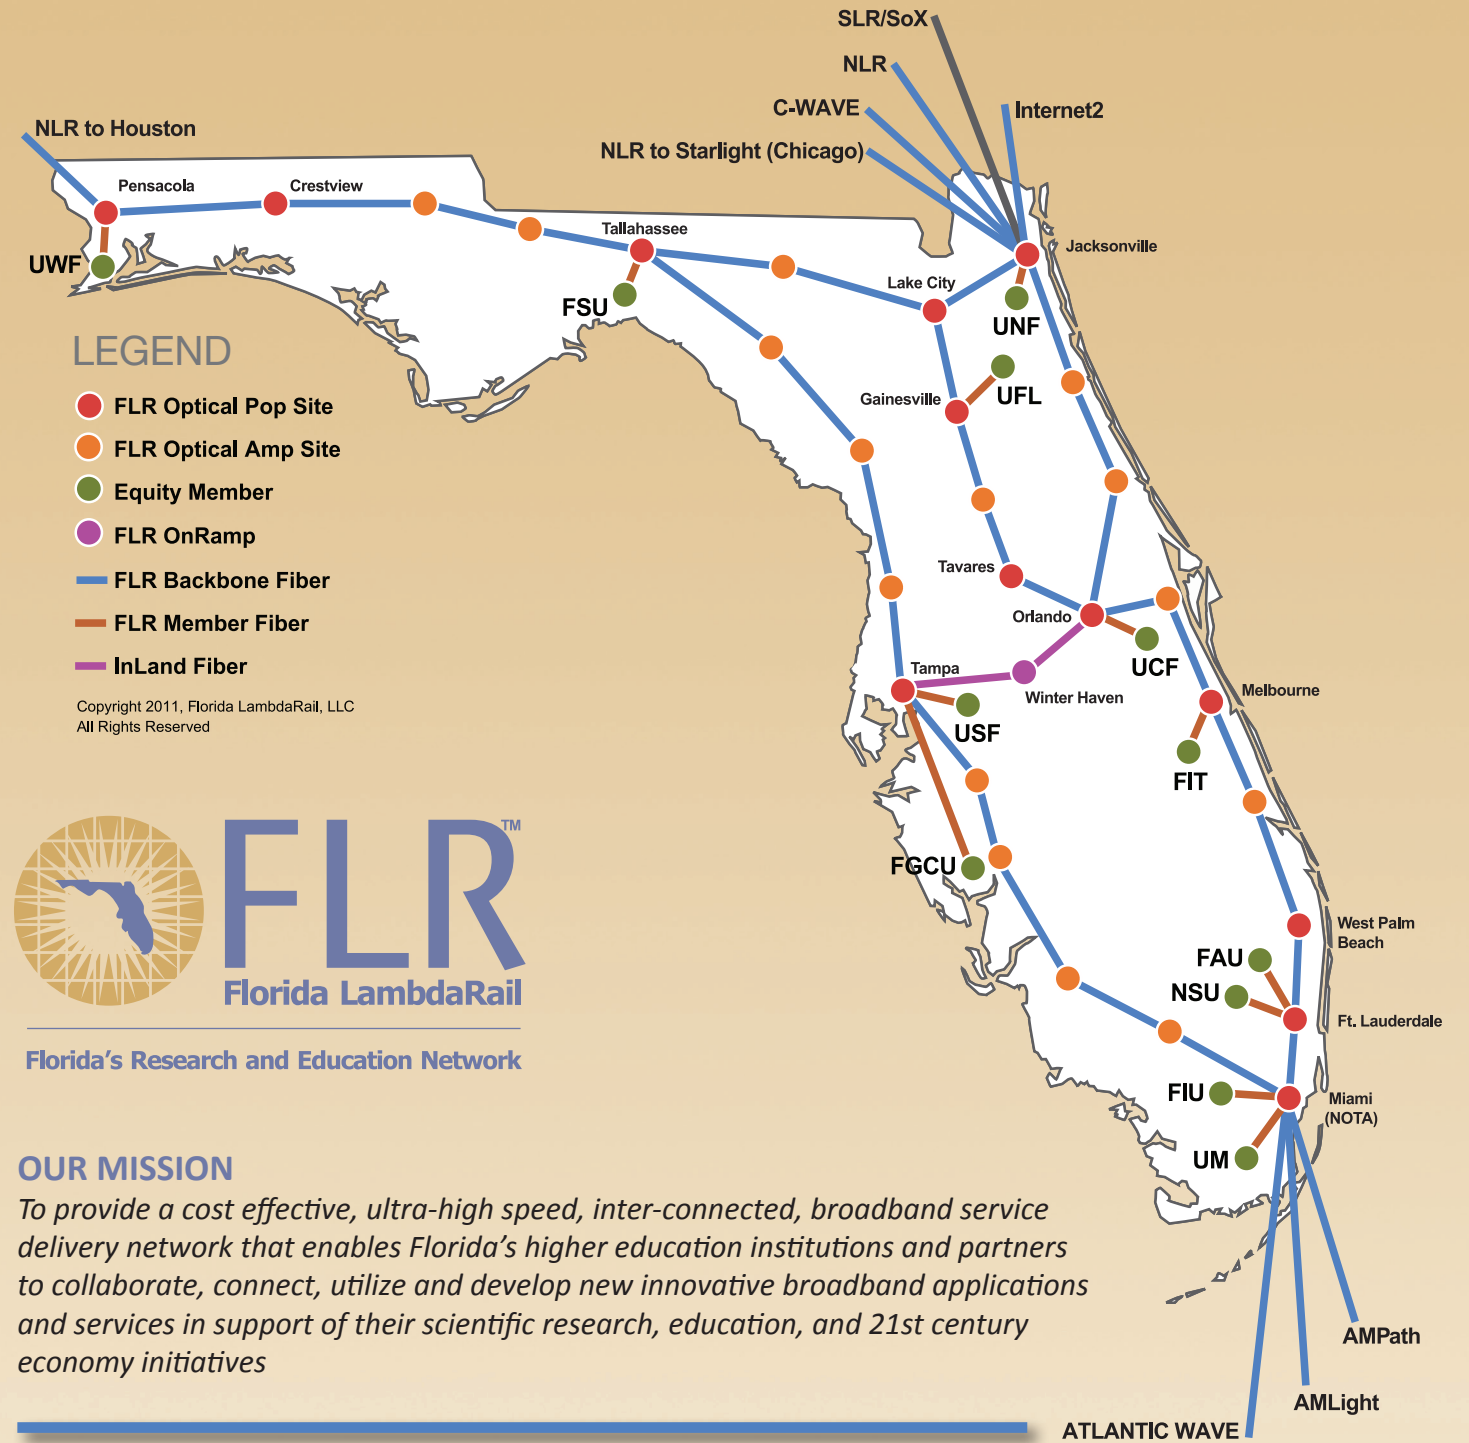 SLR/SoX
NLR
C-WAVE
Internet2
NLR to Houston
NLR to Starlight (Chicago)
Pensacola
Crestview
Tallahassee
Jacksonville
UWF
Lake City
FSU
UNF
UFL
Gainesville
LEGEND
FLR Optical Pop Site
FLR Optical Amp Site
Equity Member
FLR OnRamp
FLR Backbone Fiber
FLR Member Fiber
InLand Fiber
Copyright 2011, Florida LambdaRail, LLC
All Rights Reserved
Tavares
Orlando
UCF
Tampa
Winter Haven
Melbourne
USF
FIT
FGCU
West Palm
Beach
FAU
NSU
Ft. Lauderdale
FIU
Miami
(NOTA)
UM
FLR™
Florida LambdaRail
Florida's Research and Education Network
OUR MISSION
To provide a cost effective, ultra-high speed, inter-connected, broadband service
delivery network that enables Florida's higher education institutions and partners
to collaborate, connect, utilize and develop new innovative broadband applications
and services in support of their scientific research, education, and 21st century
economy initiatives
AMPath
AMLight
ATLANTIC WAVE